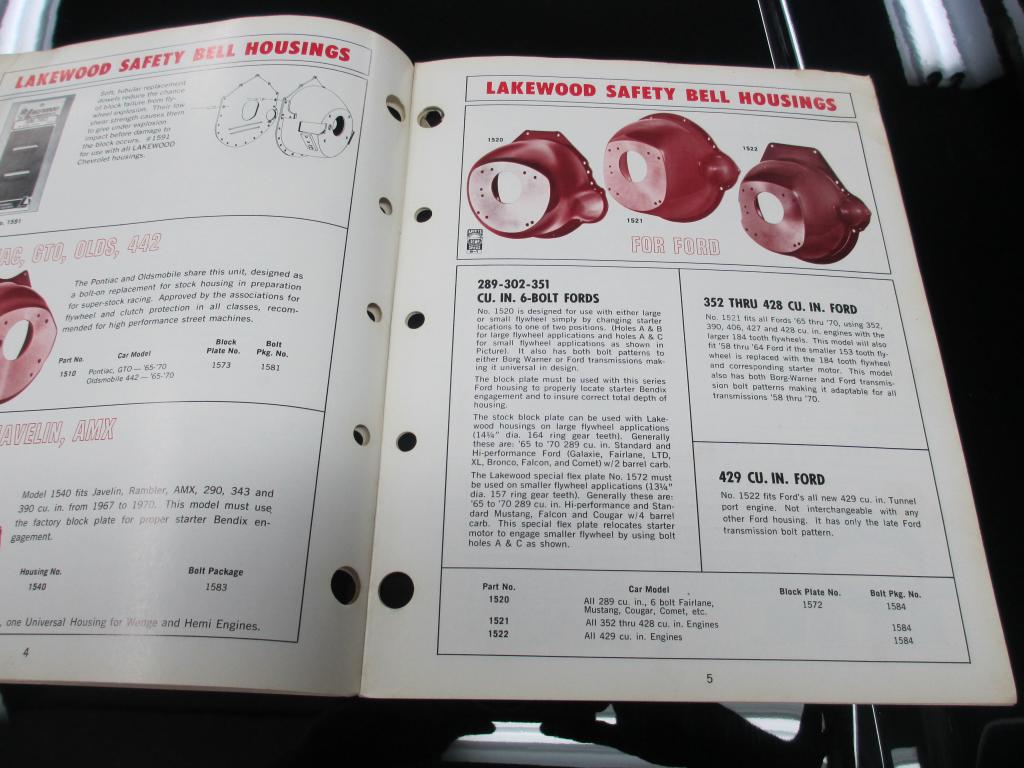 LAKEWOOD SAFETY BELL HOUSINGS
Soft, tubular replacement
dowels reduce the chance
of block failure from fly-
wheel explosion. Their low
shear strength causes them
to give under explosion
impact before damage to
the block occurs. #1591
for use with all LAKEWOOD
Chevrolet housings.
1581
AC, GTO, OLDS, 442
The Pontiac and Oldsmobile share this unit, designed as
a bolt-on replacement for stock housing in preparation
for super-stock racing. Approved by the associations for
flywheel and clutch protection in all classes, recom-
mended for high performance street machines.
Part No. Car Model Block Plate No. Bolt Pkg. No.
1510 Pontiac, GTO — '65-'70 1573 1581
Oldsmobile 442 — '65-'70
AVELIN, AMX
Model 1540 fits Javelin, Rambler, AMX, 290, 343 and
390 cu. in. from 1967 to 1970. This model must use
the factory block plate for proper starter Bendix en-
gagement.
Housing No. Bolt Package
1540 1583
, one Universal Housing for Wedge and Hemi Engines.
4
LAKEWOOD SAFETY BELL HOUSINGS
1520
1521
1522
FOR FORD
289-302-351
CU. IN. 6-BOLT FORDS
No. 1520 is designed for use with either large
or small flywheel simply by changing starter
locations to one of two positions. (Holes A & B
for large flywheel applications and holes A & C
for small flywheel applications as shown in
Picture). It also has both bolt patterns to
either Borg Warner or Ford transmissions mak-
ing it universal in design.
The block plate must be used with this series
Ford housing to properly locate starter Bendix
engagement and to insure correct total depth of
housing.
The stock block plate can be used with Lake-
wood housings on large flywheel applications
(14¼" dia. 164 ring gear teeth). Generally
these are: '65 to '70 289 cu. in. Standard and
Hi-performance Ford (Galaxie, Fairlane, LTD,
XL, Bronco, Falcon, and Comet) w/2 barrel carb.
The Lakewood special flex plate No. 1572 must
be used on smaller flywheel applications (13¼"
dia. 157 ring gear teeth). Generally these are:
'65 to '70 289 cu. in. Hi-performance and Stan-
dard Mustang, Falcon and Cougar w/4 barrel
carb. This special flex plate relocates starter
motor to engage smaller flywheel by using bolt
holes A & C as shown.
352 THRU 428 CU. IN. FORD
No. 1521 fits all Fords '65 thru '70, using 352,
390, 406, 427 and 428 cu. in. engines with the
larger 184 tooth flywheels. This model will also
fit '58 thru '64 Ford if the smaller 153 tooth fly-
wheel is replaced with the 184 tooth flywheel
and corresponding starter motor. This model
also has both Borg-Warner and Ford transmis-
sion bolt patterns making it adaptable for all
transmissions '58 thru '70.
429 CU. IN. FORD
No. 1522 fits Ford's all new 429 cu. in. Tunnel
port engine. Not interchangeable with any
other Ford housing. It has only the late Ford
transmission bolt pattern.
Part No. Car Model Block Plate No. Bolt Pkg. No.
1520 All 289 cu. in., 6 bolt Fairlane, 1572 1584
Mustang, Cougar, Comet, etc.
1521 All 352 thru 428 cu. in. Engines 1584
1522 All 429 cu. in. Engines 1584
5